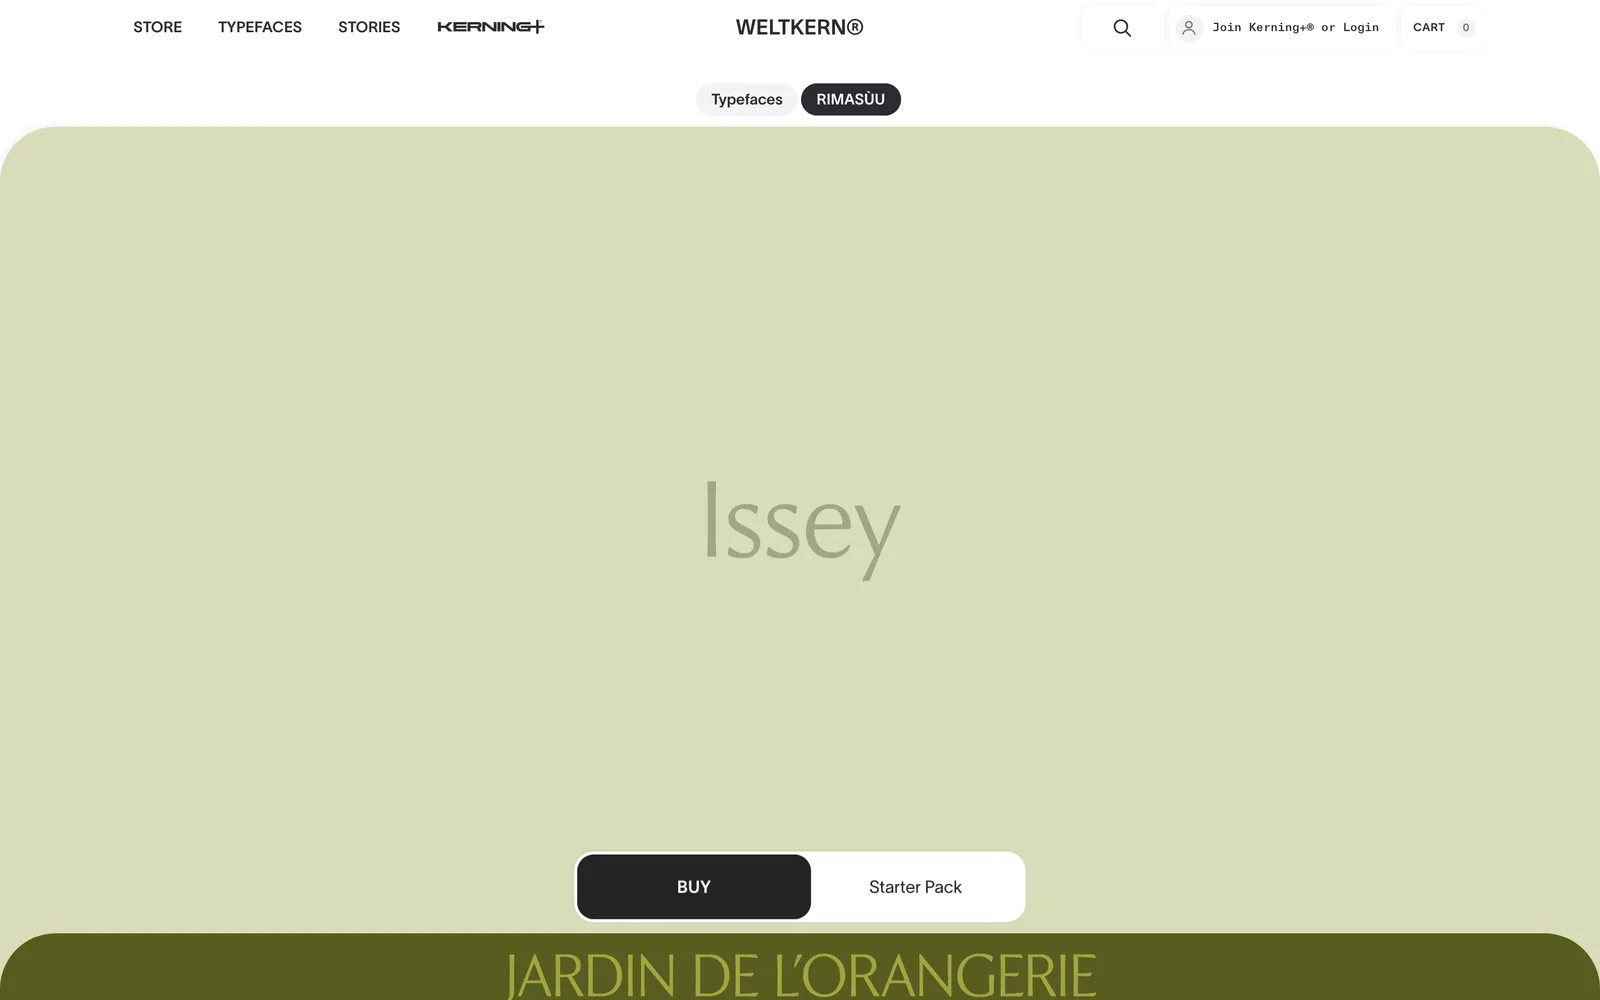 STORE TYPEFACES STORIES KERNING+ WELTKERN® Join Kerning+® or Login CART 0
Typefaces RIMASÙU
Issey
BUY Starter Pack
JARDIN DE L'ORANGERIE